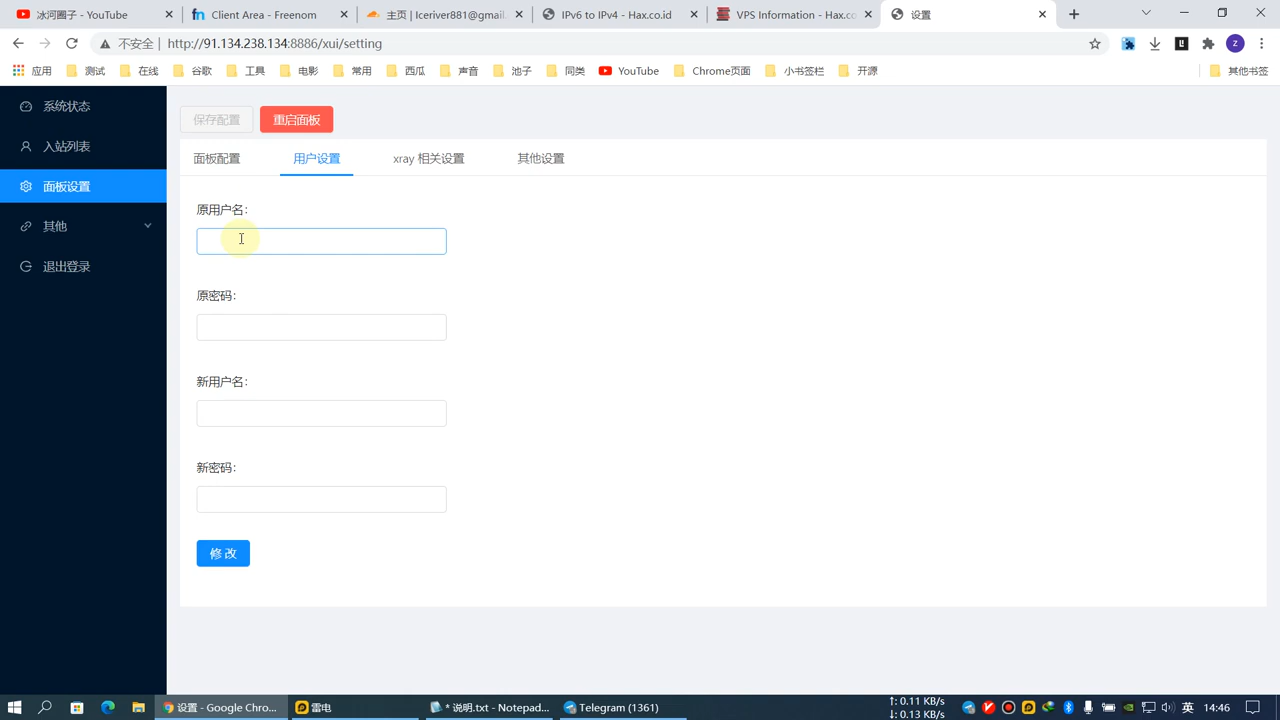 冰河圈子 - YouTube
Client Area - Freenom
主页 | Iceriver881@gmail.
IPv6 to IPv4 - Hax.co.id
VPS Information - Hax.co
设置
不安全 | http://91.134.238.134:8886/xui/setting
Z
应用 测试 在线 谷歌 工具 电影 常用 西瓜 声音 池子 同类 YouTube Chrome页面 小书签栏 开源 其他书签
系统状态
入站列表
面板设置
其他
退出登录
保存配置 重启面板
面板配置 用户设置 xray 相关设置 其他设置
原用户名:
原密码:
新用户名:
新密码:
修 改
设置 - Google Chro...
雷电
* 说明.txt - Notepad...
Telegram (1361)
↑: 0.11 KB/s
↓: 0.13 KB/s
英
14:46